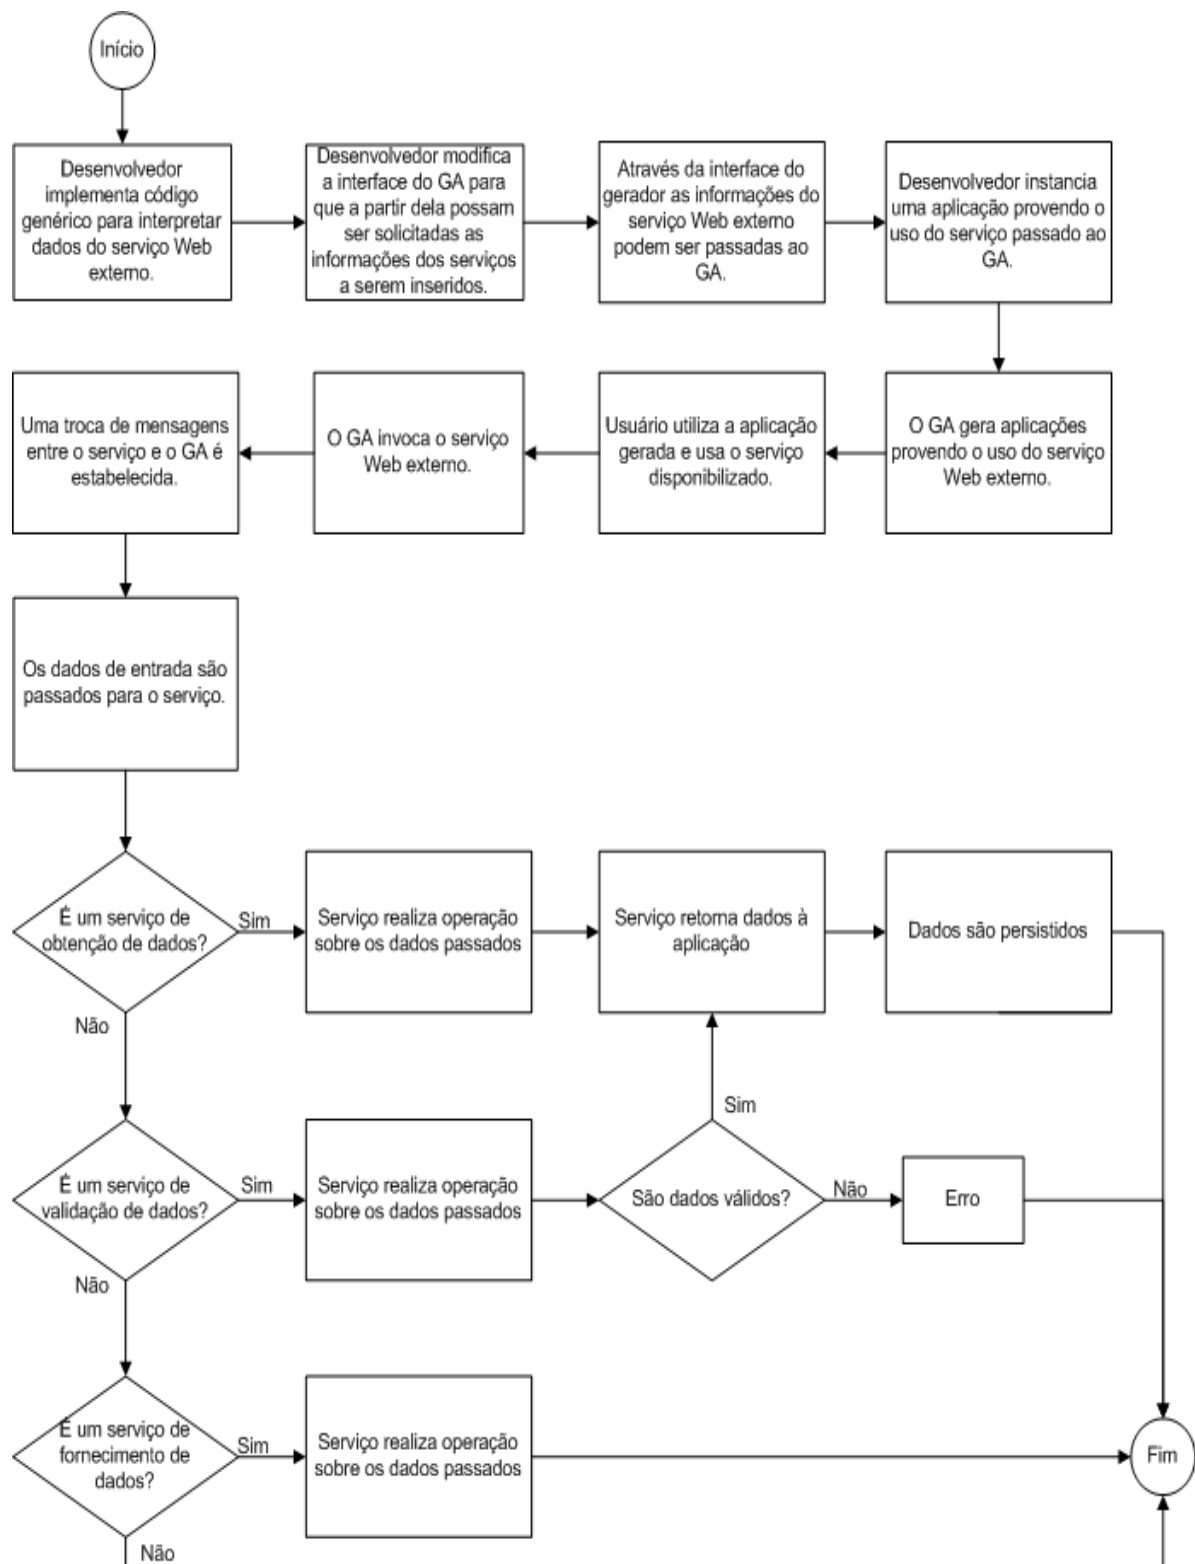 Início
Desenvolvedor
implementa código
genérico para interpretar
dados do serviço Web
externo.
Desenvolvedor modifica
a interface do GA para
que a partir dela possam
ser solicitadas as
informações dos serviços
a serem inseridos.
Através da interface do
gerador as informações do
serviço Web externo
podem ser passadas ao
GA.
Desenvolvedor instancia
uma aplicação provendo o
uso do serviço passado ao
GA.
Uma troca de mensagens
entre o serviço e o GA é
estabelecida.
O GA invoca o serviço
Web externo.
Usuário utiliza a aplicação
gerada e usa o serviço
disponibilizado.
O GA gera aplicações
provendo o uso do serviço
Web externo.
Os dados de entrada são
passados para o serviço.
É um serviço de
obtenção de dados?
Sim
Serviço realiza operação
sobre os dados passados
Serviço retorna dados à
aplicação
Dados são persistidos
Não
Sim
É um serviço de
validação de dados?
Sim
Serviço realiza operação
sobre os dados passados
São dados válidos?
Não
Erro
Não
É um serviço de
fornecimento de
dados?
Sim
Serviço realiza operação
sobre os dados passados
Fim
Não